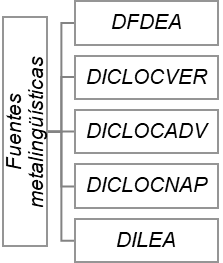 Fuentes
metalingüísticas
DFDEA
DICLOCVER
DICLOCADV
DICLOCNAP
DILEA